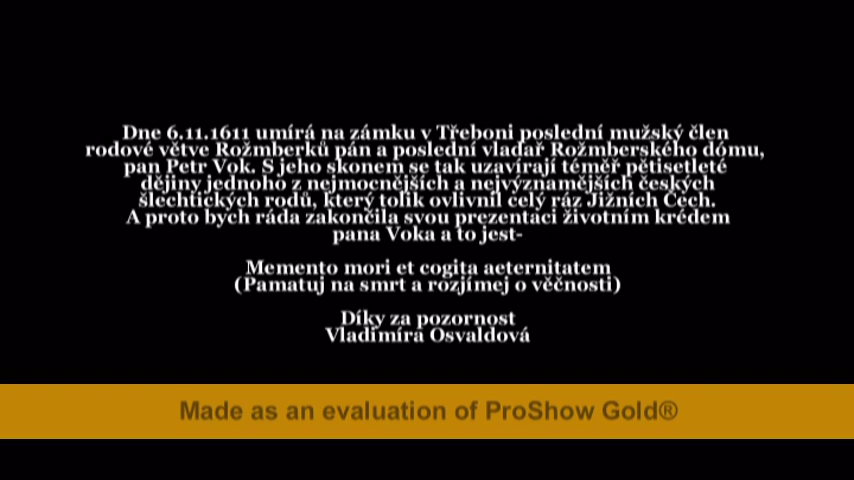 Dne 6.11.1611 umírá na zámku v Třeboni poslední mužský člen
rodové větve Rožmberků pán a poslední vladař Rožmberského dómu,
pan Petr Vok. S jeho skonem se tak uzavírají téměř pětisetleté
dějiny jednoho z nejmocnějších a nejvýznamějších českých
šlechtických rodů, který tolik ovlivnil celý ráz Jižních Čech.
A proto bych ráda zakončila svou prezentaci životním krédem
pana Voka a to jest-
Memento mori et cogita aeternitatem
(Pamatuj na smrt a rozjímej o věčnosti)
Díky za pozornost
Vladimíra Osvaldová
Made as an evaluation of ProShow Gold®